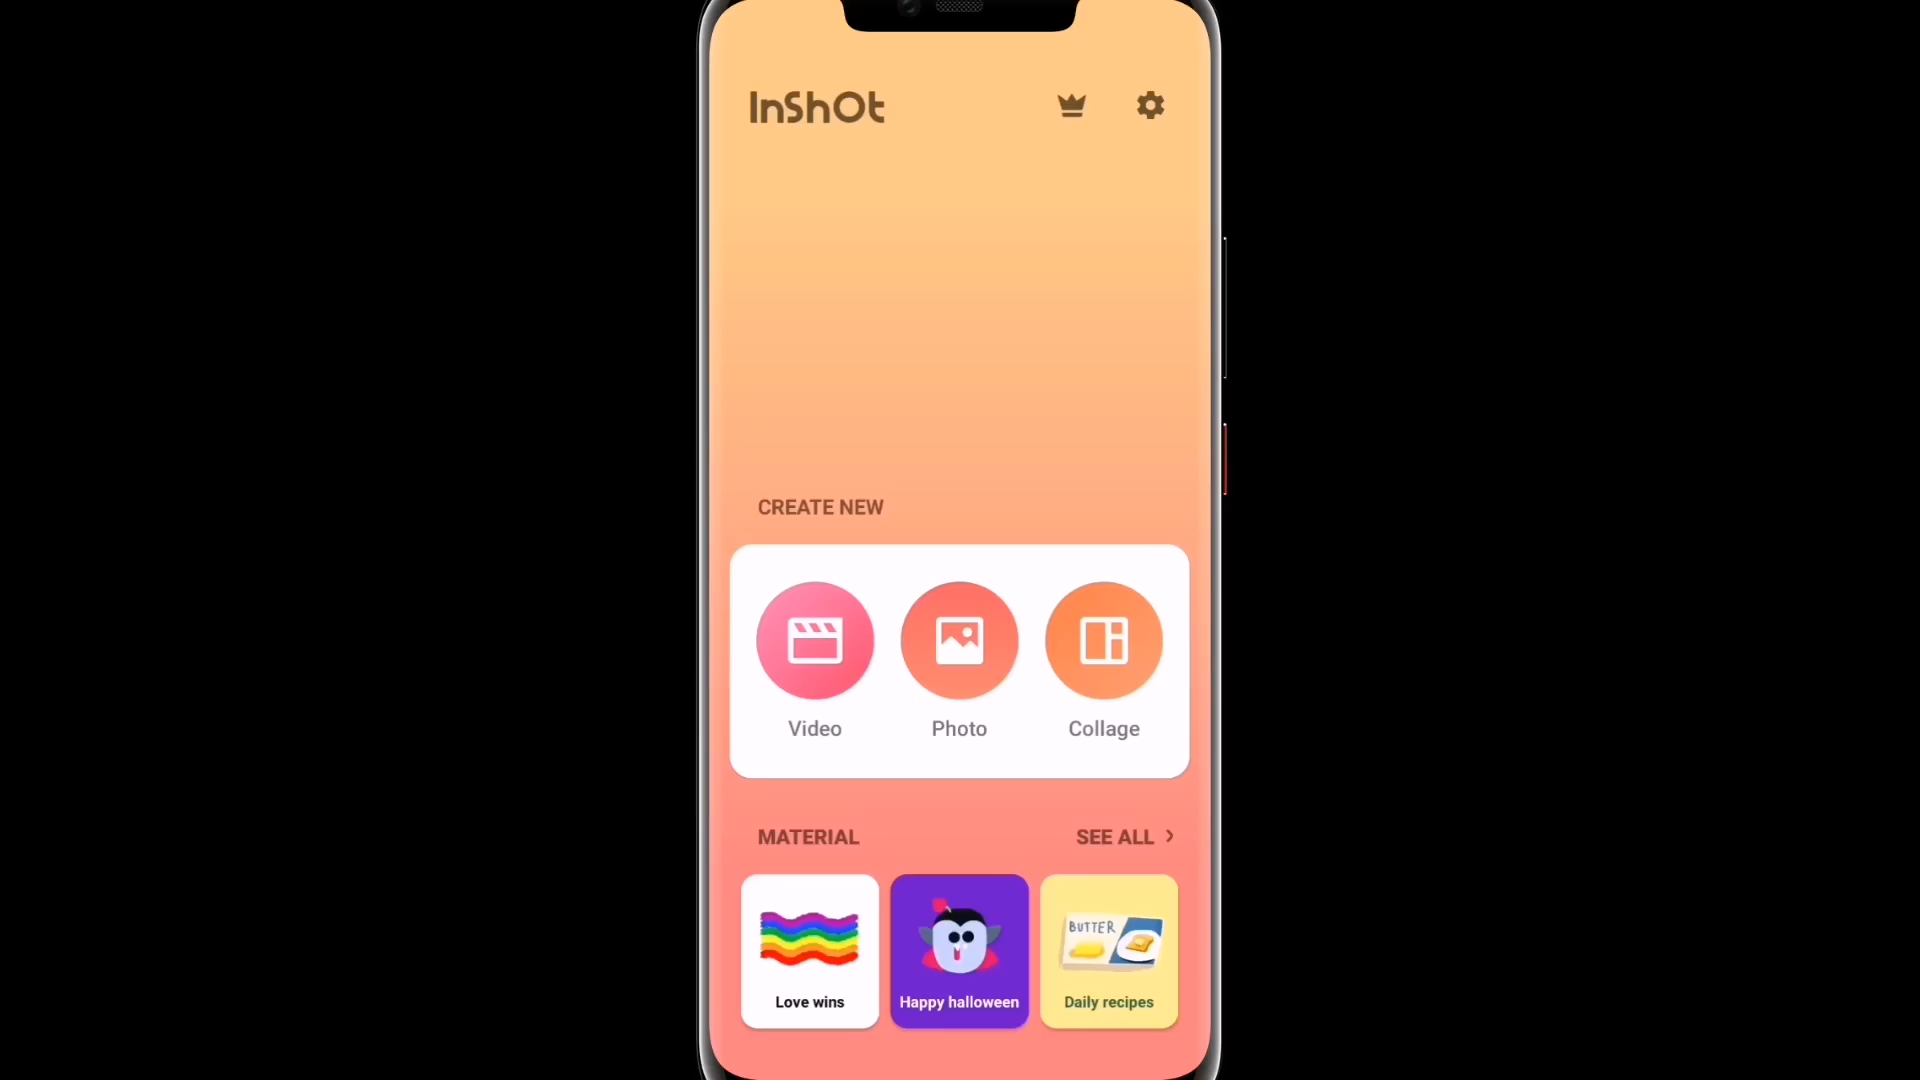 InShOt
CREATE NEW
Video Photo Collage
MATERIAL SEE ALL >
BUTTER
Love wins Happy halloween Daily recipes